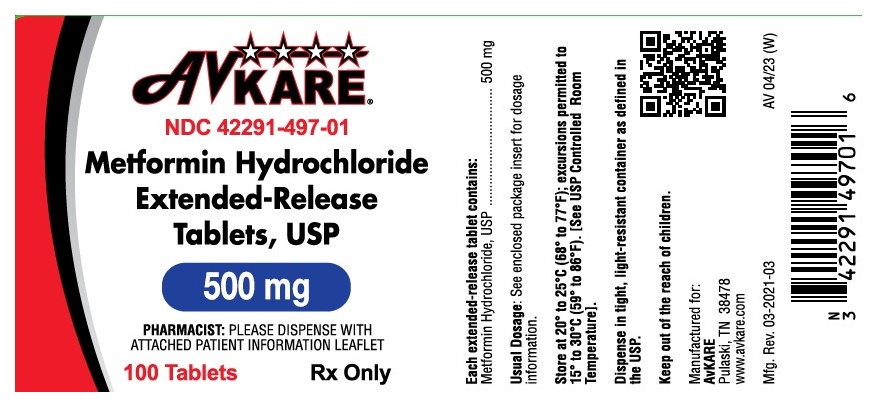 AVKARE®
NDC 42291-497-01
Metformin Hydrochloride
Extended-Release
Tablets, USP
500 mg
PHARMACIST: PLEASE DISPENSE WITH
ATTACHED PATIENT INFORMATION LEAFLET
100 Tablets Rx Only
Each extended-release tablet contains:
Metformin Hydrochloride, USP ............................ 500 mg
Usual Dosage: See enclosed package insert for dosage
information.
Store at 20° to 25°C (68° to 77°F); excursions permitted to
15° to 30°C (59° to 86°F). [See USP Controlled Room
Temperature].
Dispense in tight, light-resistant container as defined in
the USP.
Keep out of the reach of children.
Manufactured for:
AvKARE
Pulaski, TN 38478
www.avkare.com
Mfg. Rev. 03-2021-03 AV 04/23 (W)
N
3 42291 49701 6